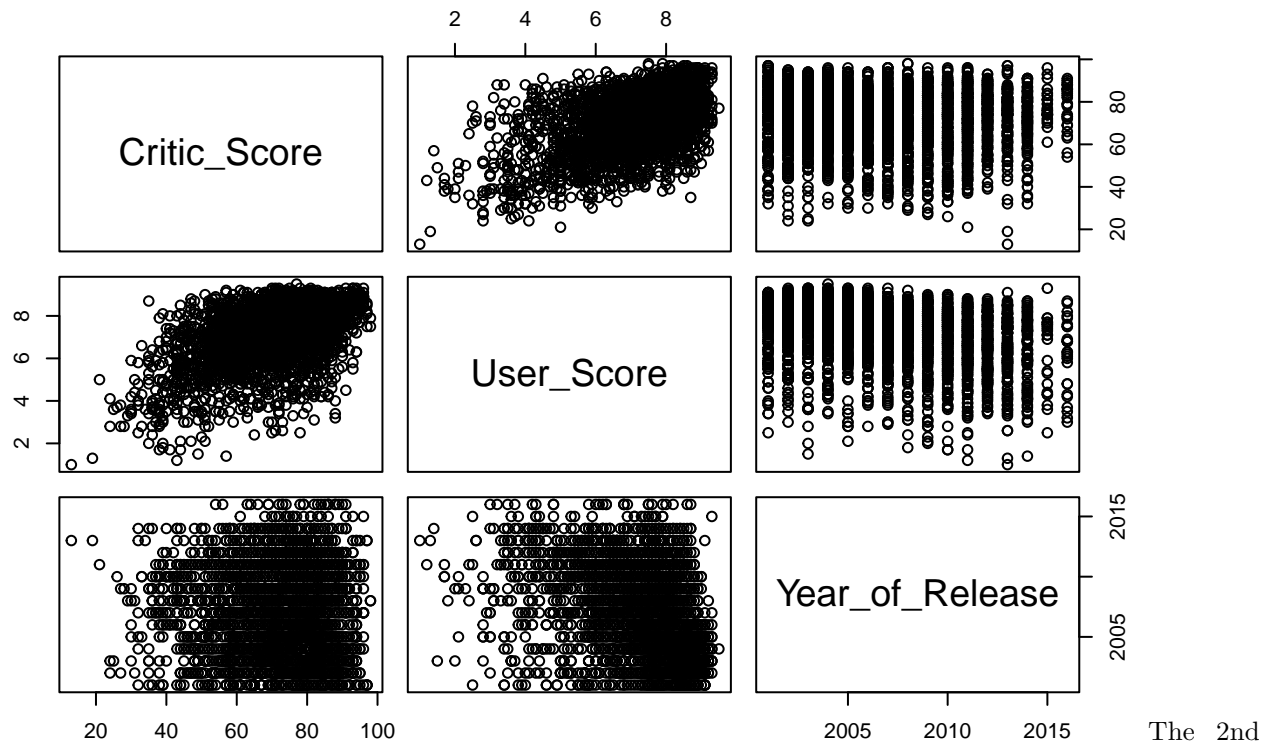 2 4 6 8
Critic_Score
20 40 60 80
2 4 6 8
User_Score
Year_of_Release
2005 2015
20 40 60 80 100
2005 2010 2015
The 2nd